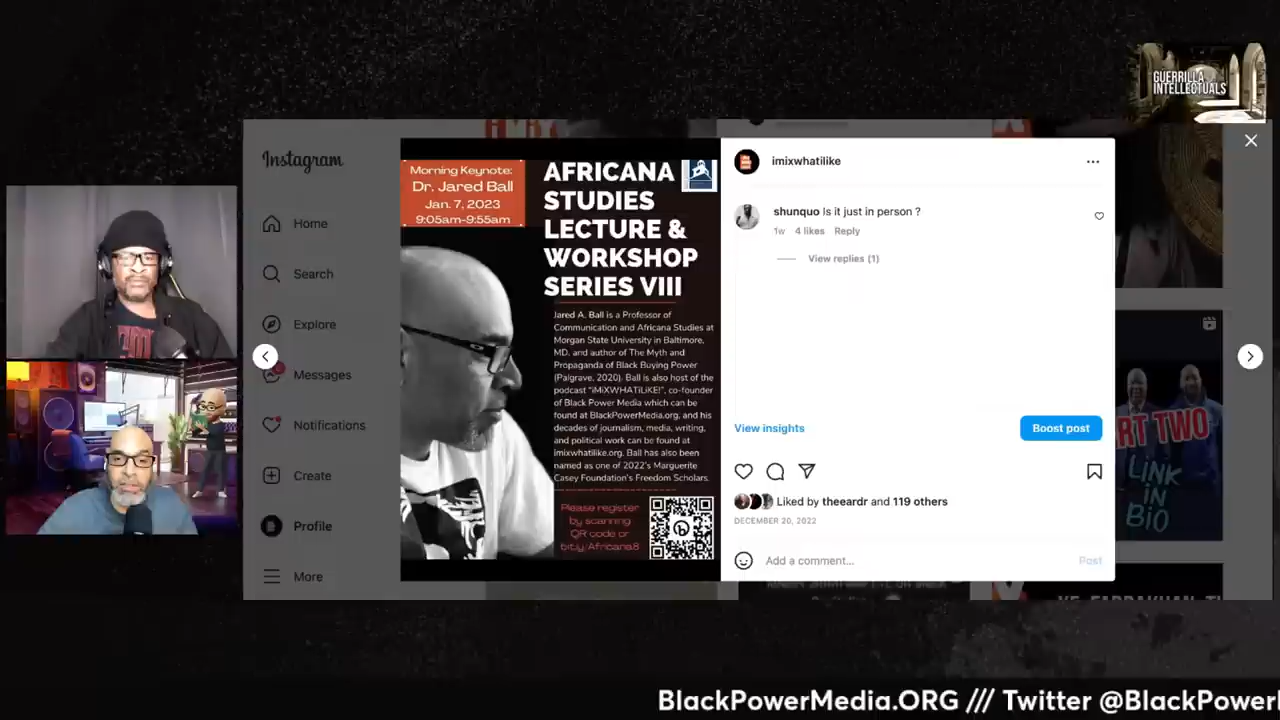 GUERRILLA
INTELLECTUALS
Instagram
Home
Search
Explore
Messages
Notifications
Create
Profile
More
Morning Keynote:
Dr. Jared Ball
Jan. 7, 2023
9:05am-9:55am
AFRICANA
STUDIES
LECTURE &
WORKSHOP
SERIES VIII
Jared A. Ball is a Professor of
Communication and Africana Studies at
Morgan State University in Baltimore,
MD. and author of The Myth and
Propaganda of Black Buying Power
(Palgrave, 2020). Ball is also host of the
podcast "iMiXWHATiLiKE!", co-founder
of Black Power Media which can be
found at BlackPowerMedia.org, and his
decades of journalism, media, writing,
and political work can be found at
imixwhatilike.org. Ball has also been
named as one of 2022's Marguerite
Casey Foundation's Freedom Scholars.
Please register
by scanning
QR code or
bit.ly/Africana8
imixwhatilike
shunquo Is it just in person ?
1w 4 likes Reply
View replies (1)
View insights
Boost post
Liked by theeardr and 119 others
DECEMBER 20, 2022
Add a comment...
Post
ART TWO
LINK
IN
BiO
BlackPowerMedia.ORG /// Twitter @BlackPower